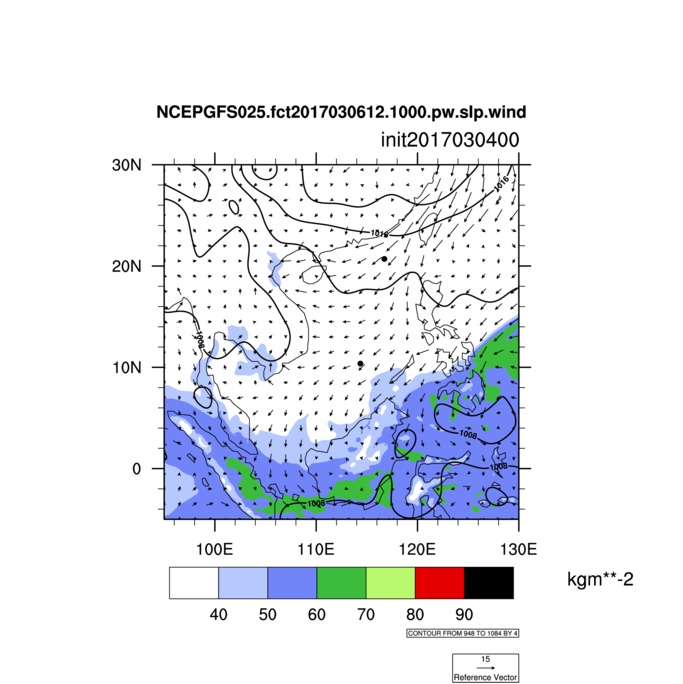 NCEPGFS025.fct2017030612.1000.pw.slp.wind
init2017030400
30N
1016
1016
20N
1008
10N
1008
1008
0
1008
100E
110E
120E
130E
kgm**-2
40
50
60
70
80
90
CONTOUR FROM 948 TO 1084 BY 4
15
Reference Vector